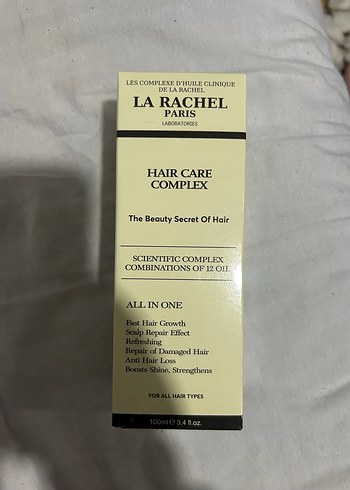 LES COMPLEXE D'HUILE CLINIQUE
DE LA RACHEL
LA RACHEL
PARIS
LABORATORIES
HAIR CARE
COMPLEX
The Beauty Secret Of Hair
SCIENTIFIC COMPLEX
COMBINATIONS OF 12 OIL
ALL IN ONE
Fast Hair Growth
Scalp Repair Effect
Refreshing
Repair of Damaged Hair
Anti Hair Loss
Boosts Shine, Strengthens
FOR ALL HAIR TYPES
100ml ℮ 3,4 fl.oz.